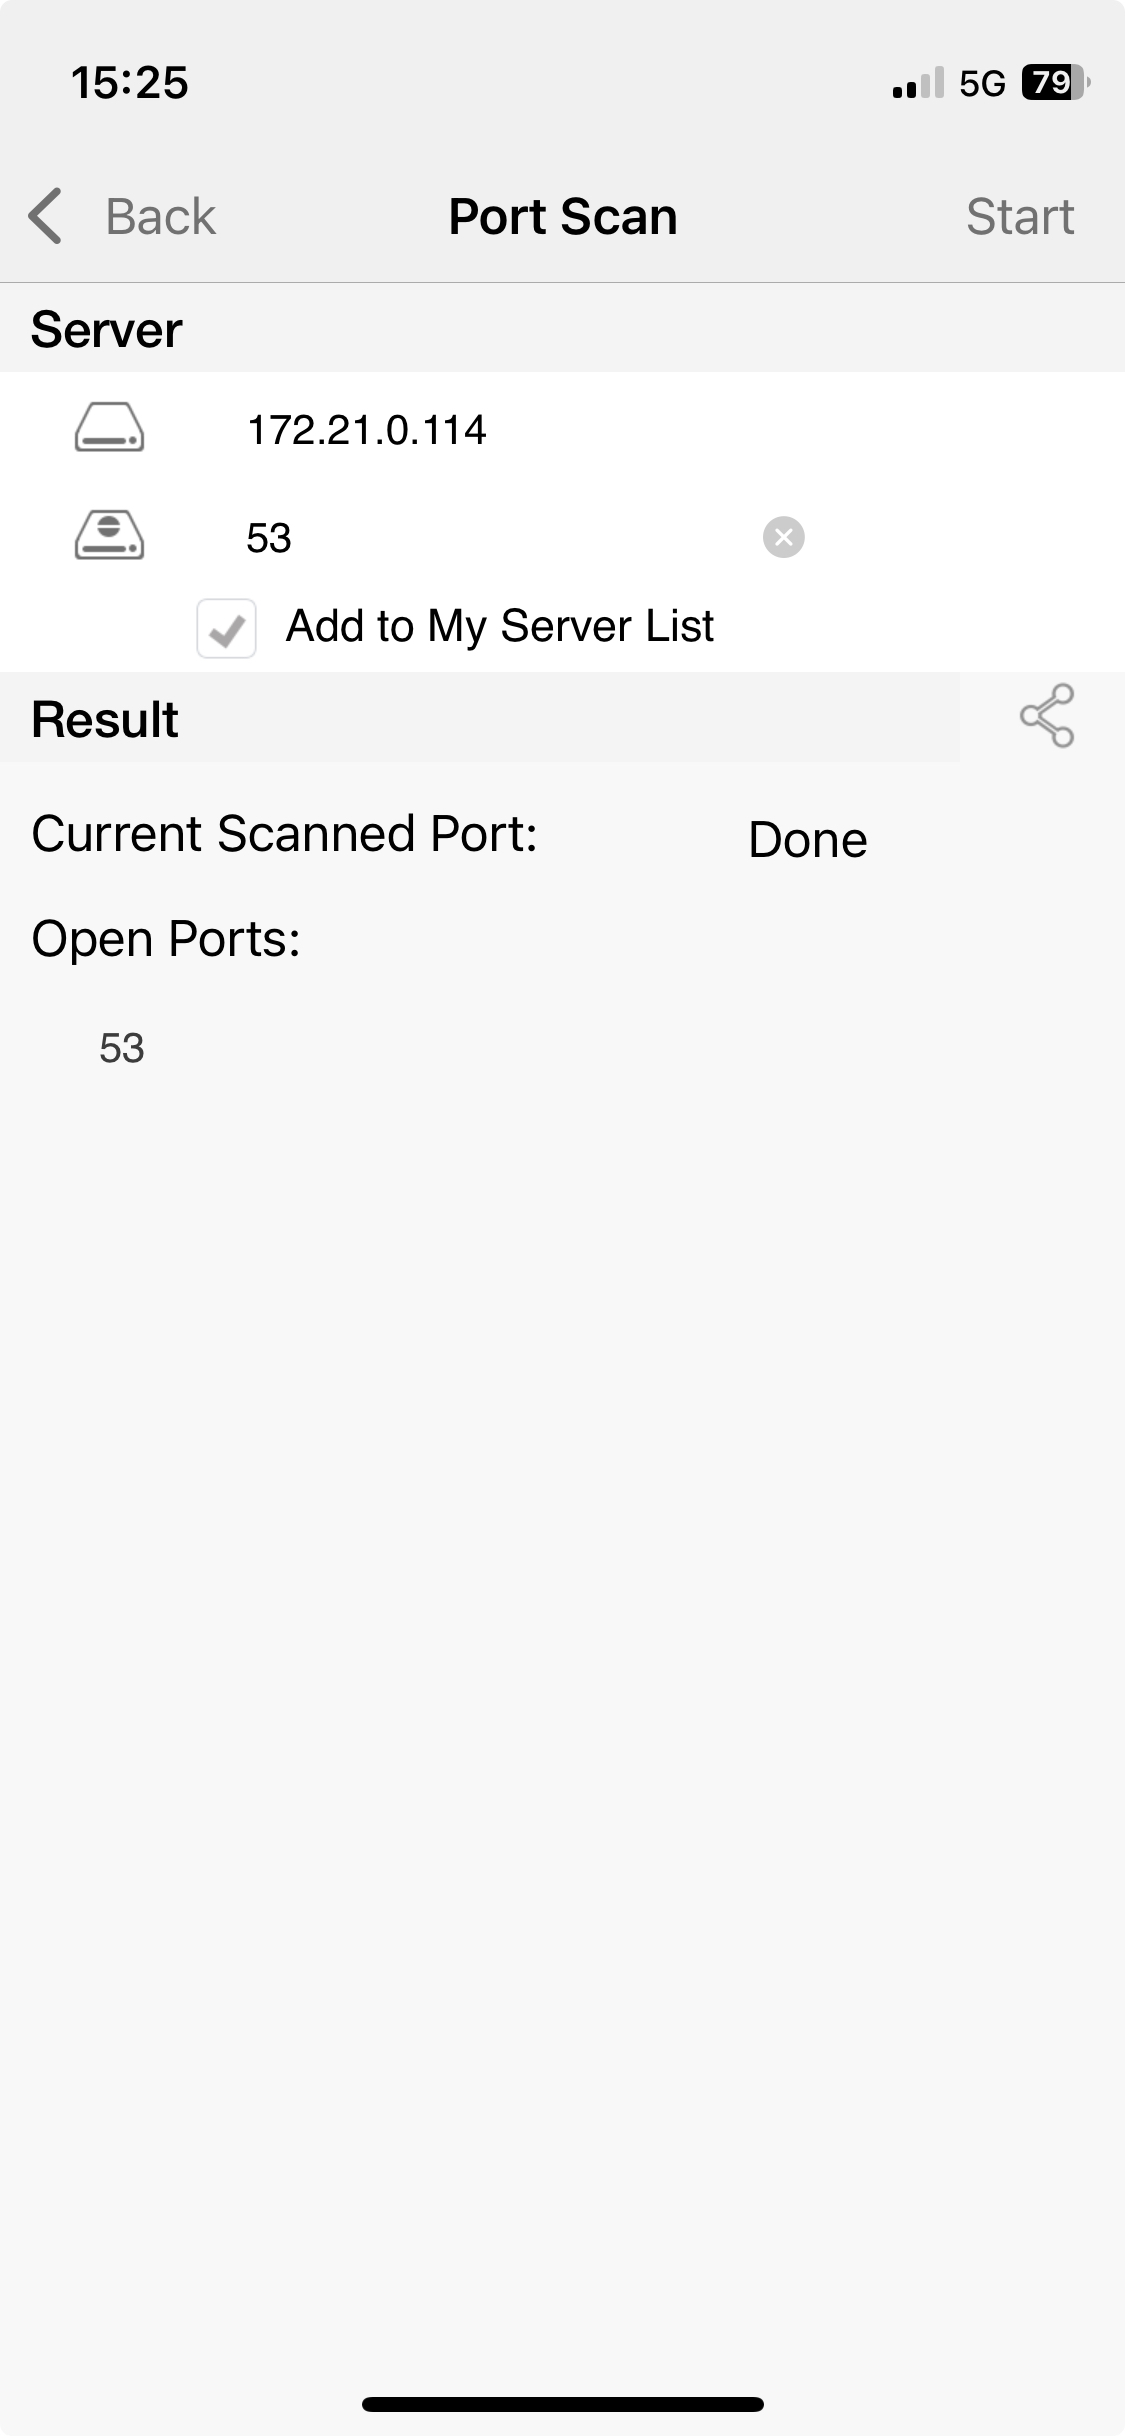 15:25
5G 79
Back Port Scan Start
Server
172.21.0.114
53
Add to My Server List
Result
Current Scanned Port: Done
Open Ports:
53